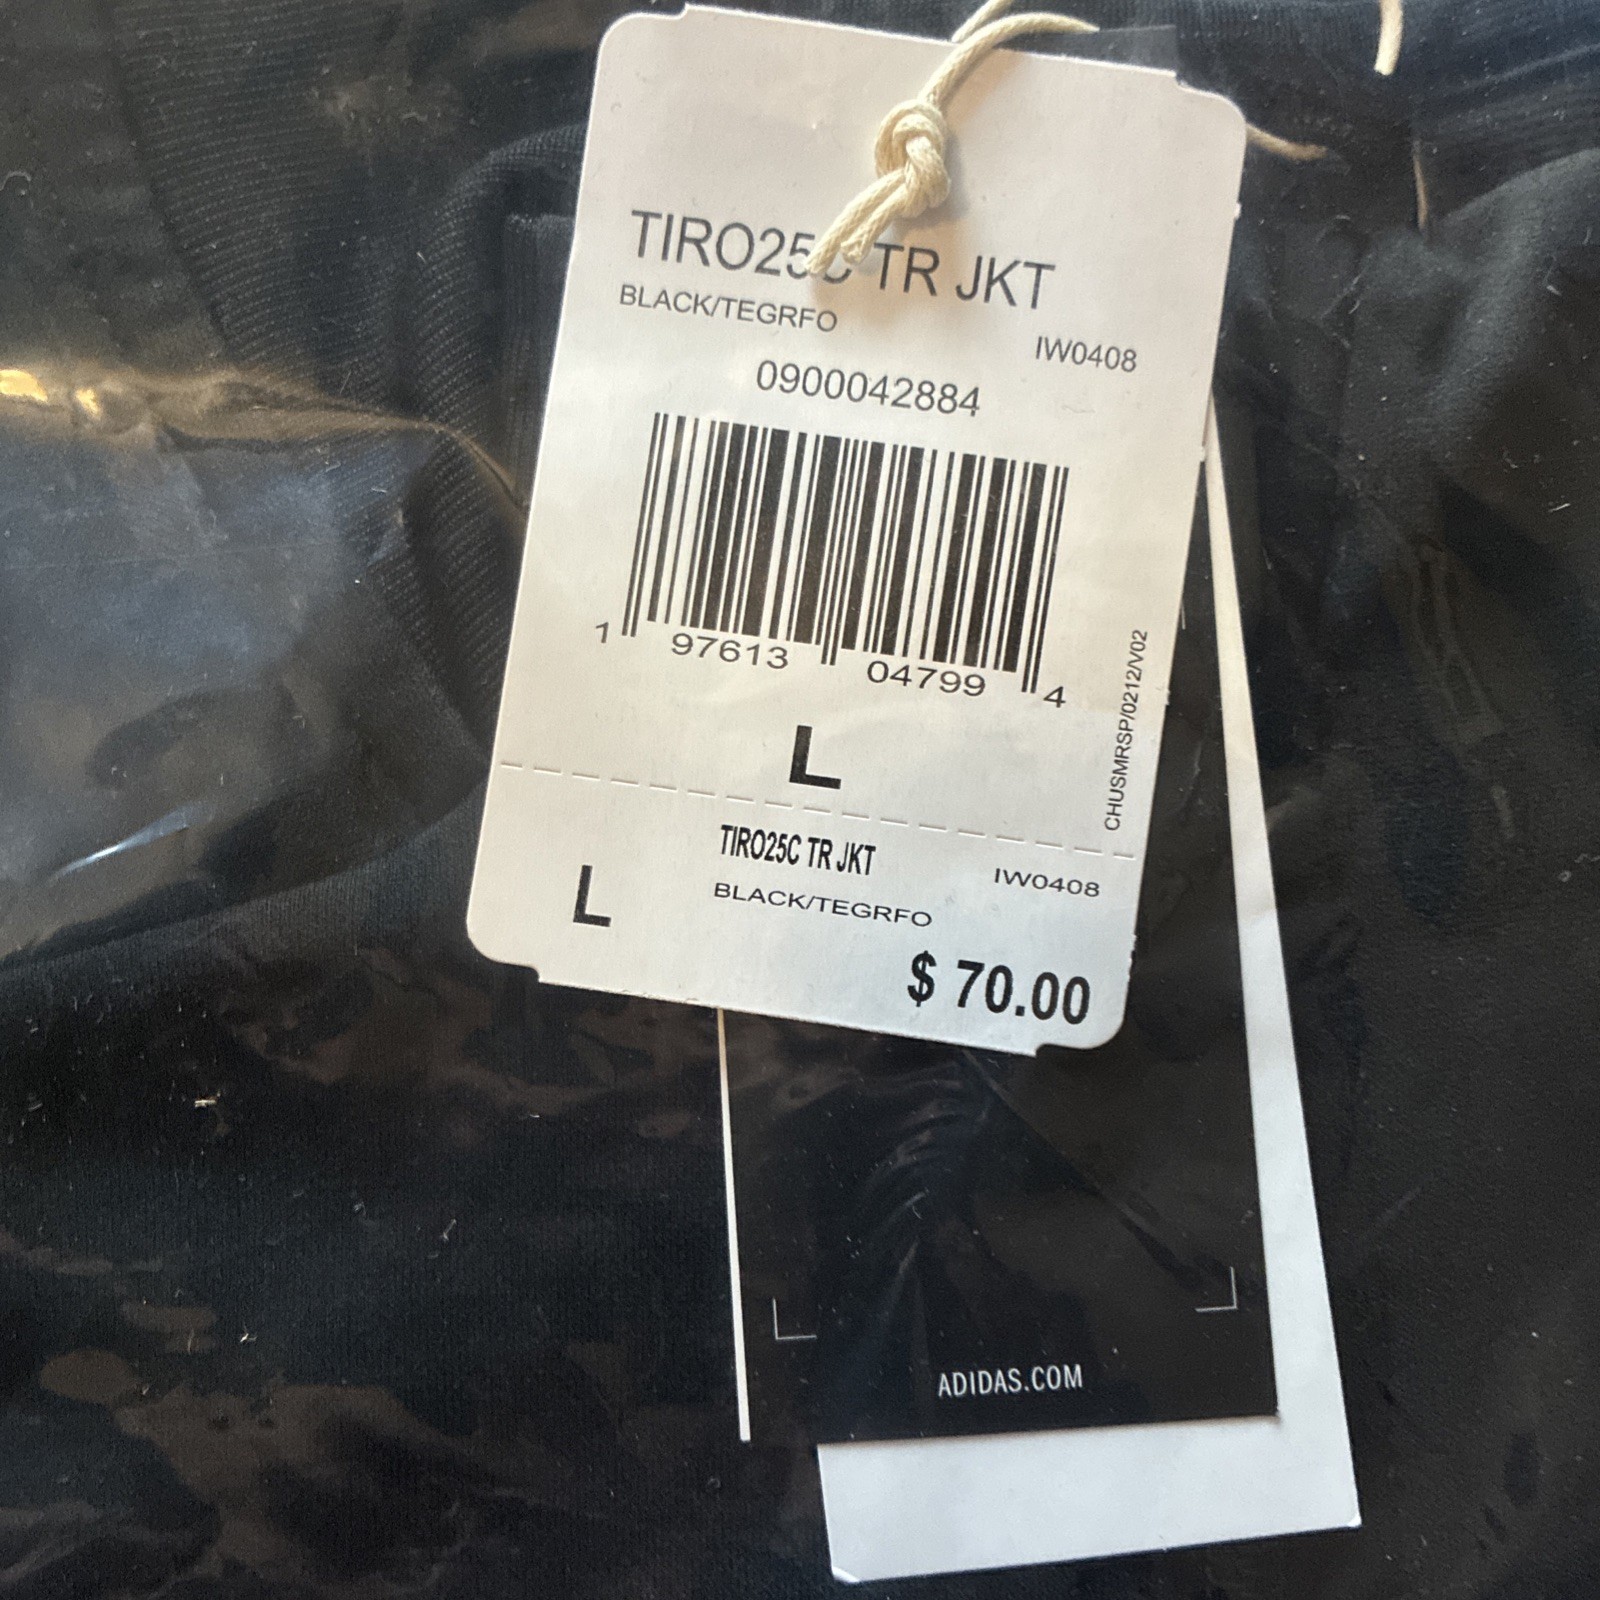 TIRO25C TR JKT
BLACK/TEGRFO
IW0408
0900042884
1 97613 04799 4
CHUSMRSP/0212/V02
L
TIRO25C TR JKT
IW0408
L
BLACK/TEGRFO
$ 70.00
ADIDAS.COM